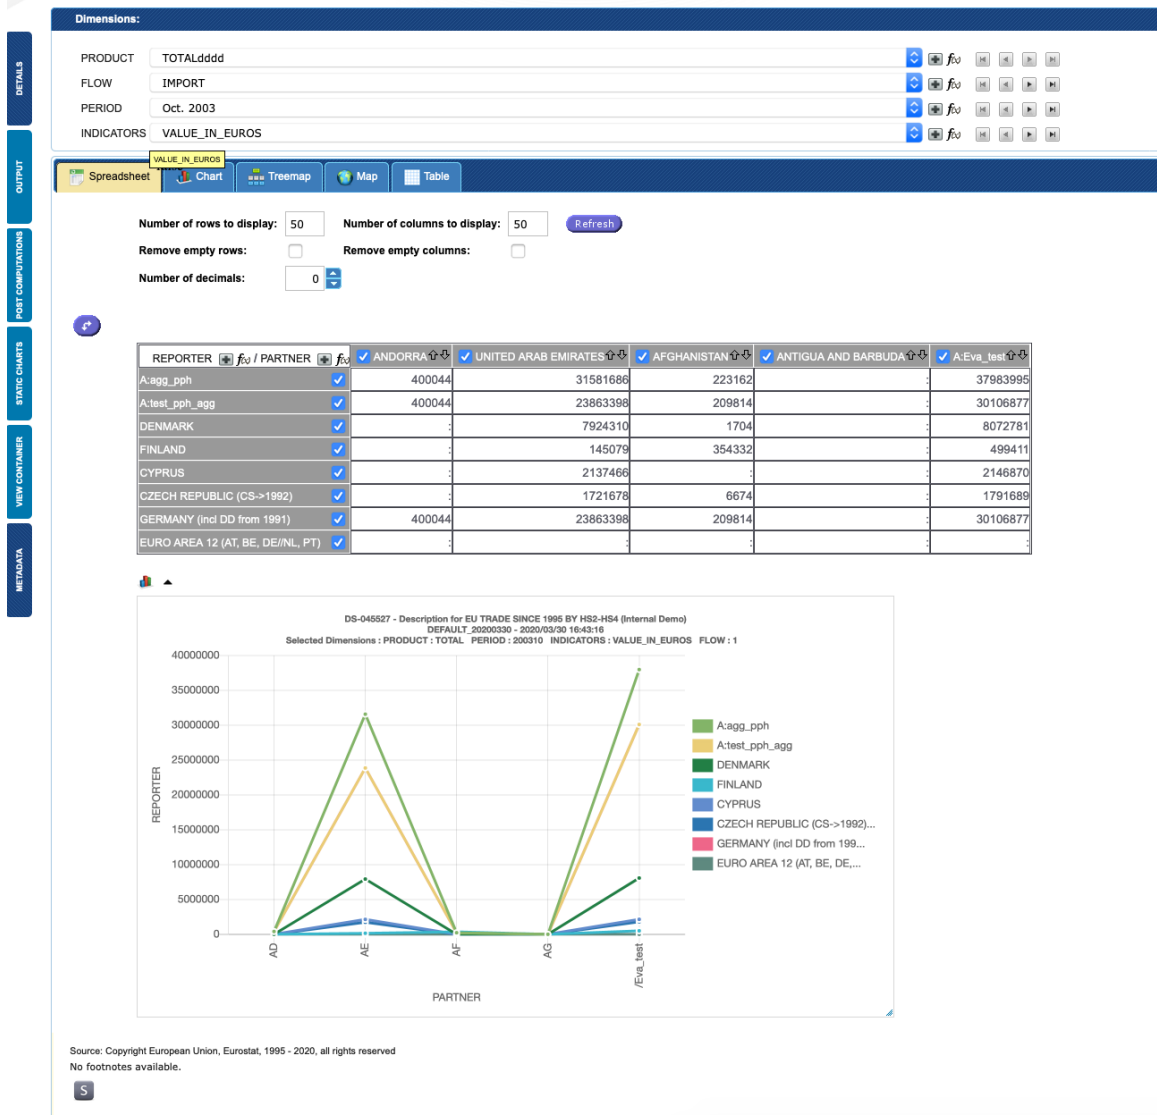 Dimensions:
PRODUCT TOTALdddd
FLOW IMPORT
PERIOD Oct. 2003
INDICATORS VALUE_IN_EUROS
VALUE_IN_EUROS
DETAILS
OUTPUT
POST COMPUTATIONS
STATIC CHARTS
VIEW CONTAINER
METADATA
Spreadsheet Chart Treemap Map Table
Number of rows to display: 50 Number of columns to display: 50 Refresh
Remove empty rows: Remove empty columns:
Number of decimals: 0
REPORTER f(x) / PARTNER f(x) ANDORRA UNITED ARAB EMIRATES AFGHANISTAN ANTIGUA AND BARBUDA A:Eva_test
A:agg_pph 400044 31581686 223162 : 37983995
A:test_pph_agg 400044 23863398 209814 : 30106877
DENMARK : 7924310 1704 : 8072781
FINLAND : 145079 354332 : 499411
CYPRUS : 2137466 : : 2146870
CZECH REPUBLIC (CS->1992) : 1721678 6674 : 1791689
GERMANY (incl DD from 1991) 400044 23863398 209814 : 30106877
EURO AREA 12 (AT, BE, DE//NL, PT) : : : : :
DS-045527 - Description for EU TRADE SINCE 1995 BY HS2-HS4 (Internal Demo)
DEFAULT_20200330 - 2020/03/30 16:43:16
Selected Dimensions : PRODUCT : TOTAL PERIOD : 200310 INDICATORS : VALUE_IN_EUROS FLOW : 1
40000000
35000000
30000000
25000000
20000000
15000000
10000000
5000000
0
REPORTER
AD AE AF AG /Eva_test
PARTNER
A:agg_pph
A:test_pph_agg
DENMARK
FINLAND
CYPRUS
CZECH REPUBLIC (CS->1992)...
GERMANY (incl DD from 199...
EURO AREA 12 (AT, BE, DE,...
Source: Copyright European Union, Eurostat, 1995 - 2020, all rights reserved
No footnotes available.
S